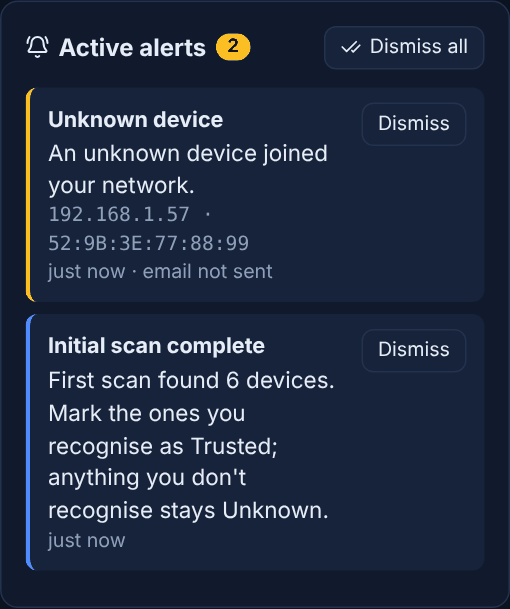 Active alerts 2 Dismiss all
Unknown device Dismiss
An unknown device joined
your network.
192.168.1.57 ·
52:9B:3E:77:88:99
just now · email not sent
Initial scan complete Dismiss
First scan found 6 devices.
Mark the ones you
recognise as Trusted;
anything you don't
recognise stays Unknown.
just now